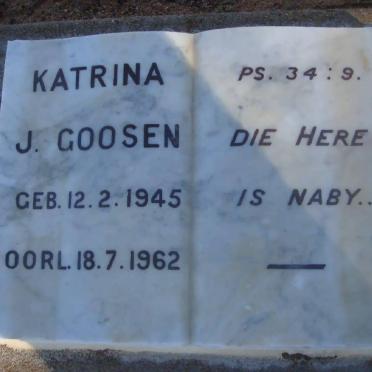 KATRINA
J. GOOSEN
GEB. 12.2.1945
OORL. 18.7.1962
PS. 34:9.
DIE HERE
IS NABY..